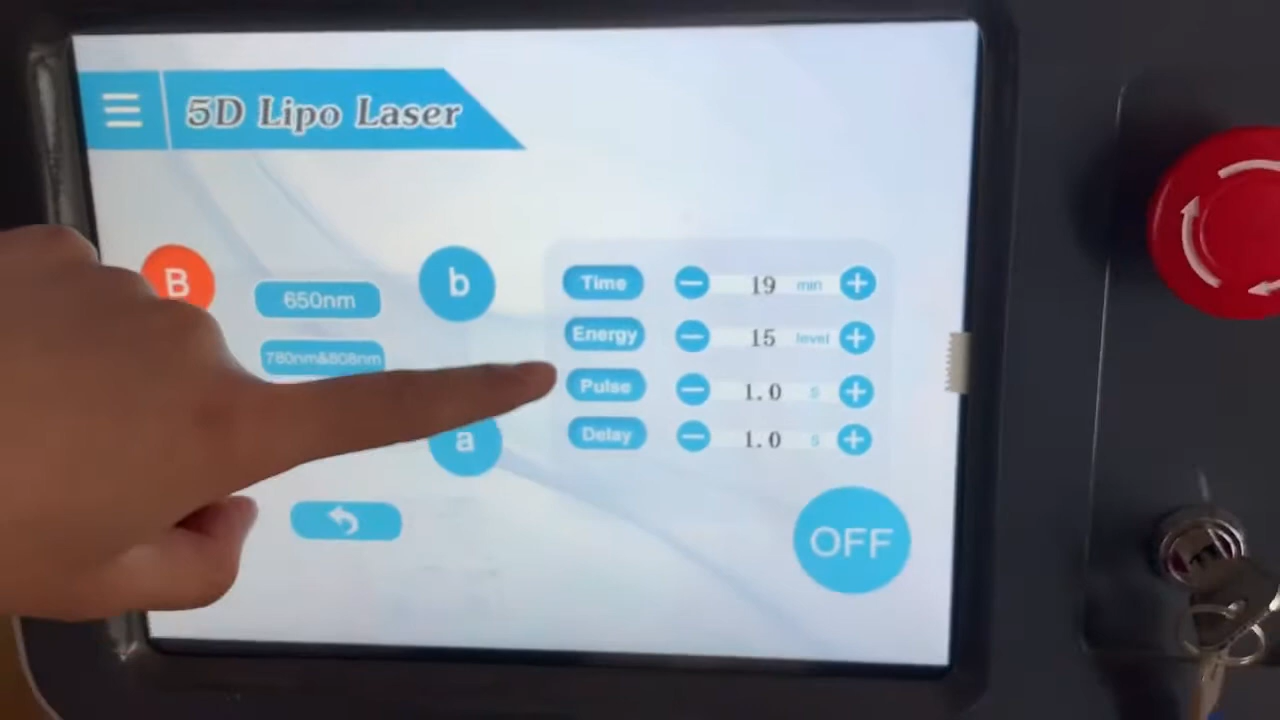 5D Lipo Laser
B
650nm
780nm&808nm
b
a
Time 19 min
Energy 15 level
Pulse 1.0 s
Delay 1.0 s
OFF